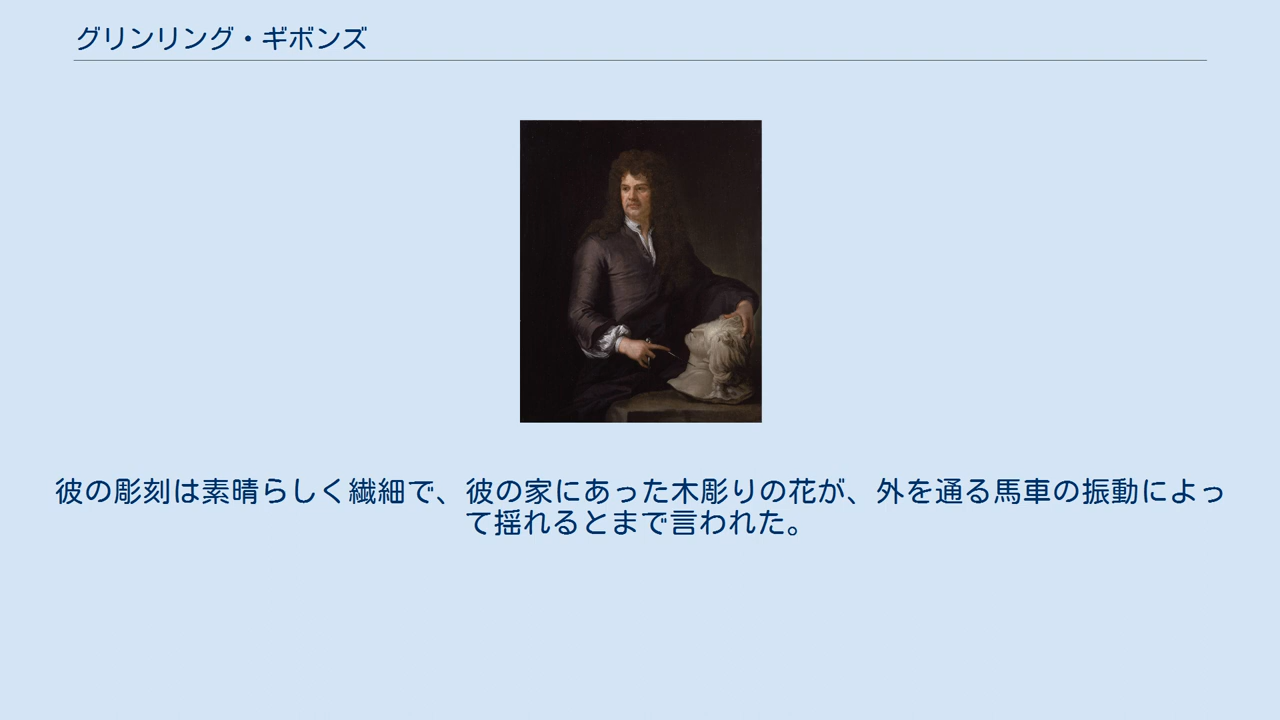 グリンリング・ギボンズ
彼の彫刻は素晴らしく繊細で、彼の家にあった木彫りの花が、外を通る馬車の振動によっ
て揺れるとまで言われた。